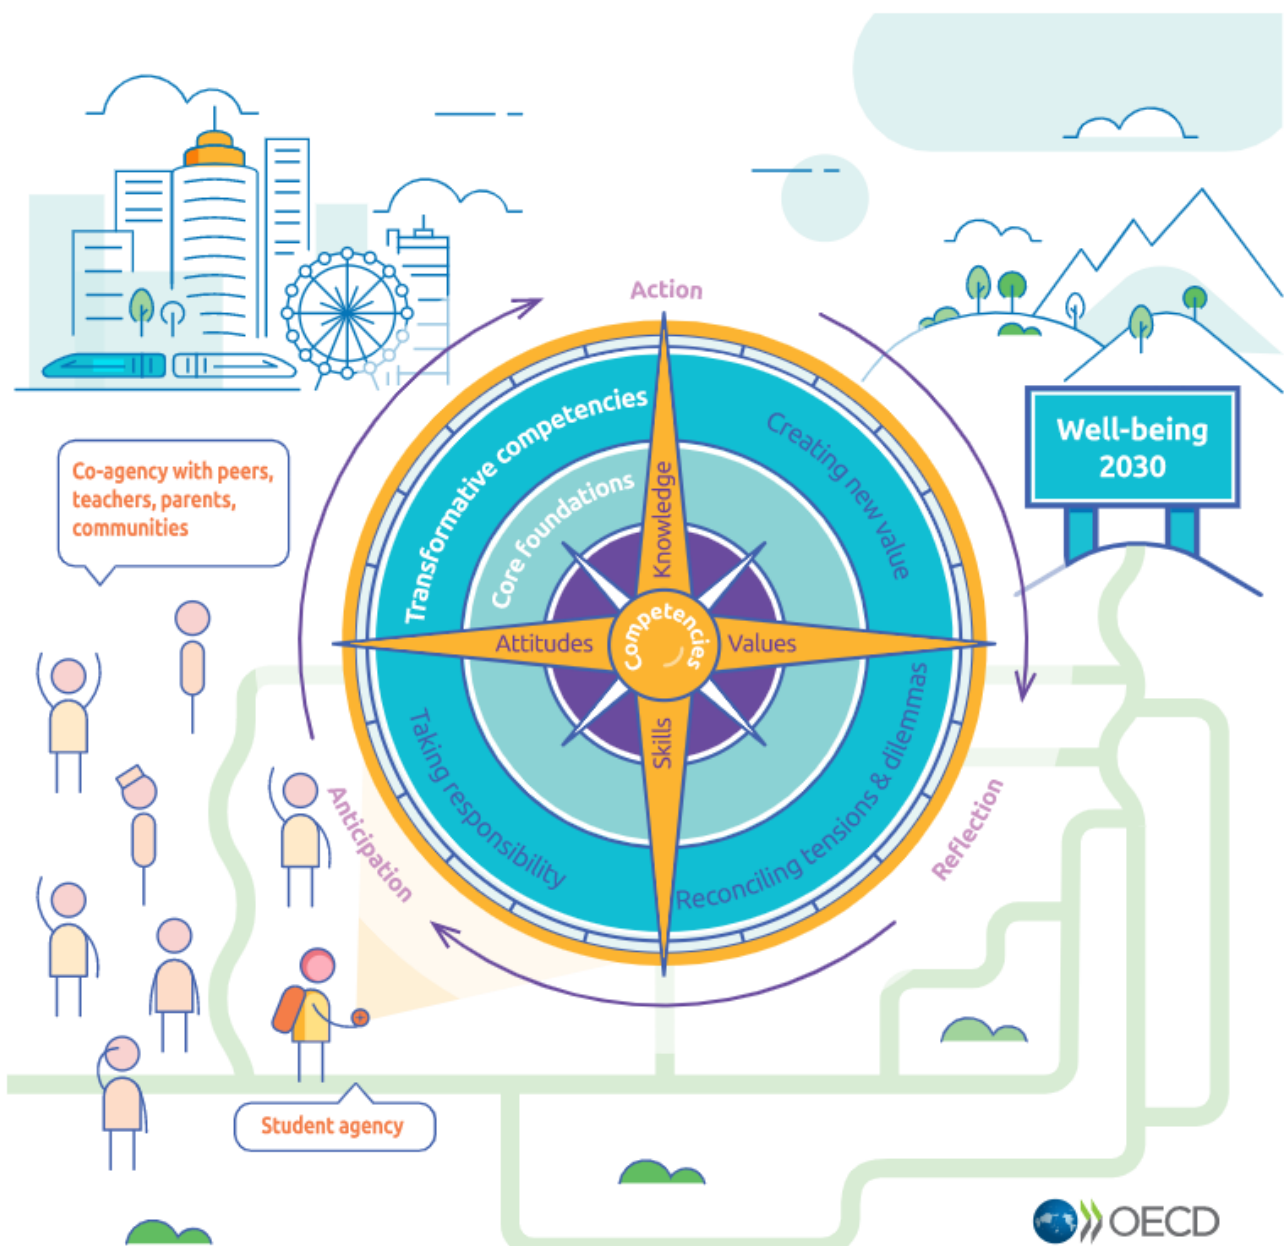 Action
Transformative competencies
Creating new value
Core foundations
Knowledge
Well-being
2030
Co-agency with peers,
teachers, parents,
communities
Attitudes
Competencies
Values
Skills
Taking responsibility
Reconciling tensions & dilemmas
Anticipation
Reflection
Student agency
OECD